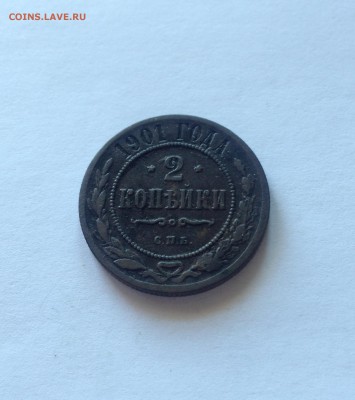 COINS.LAVE.RU
1901 ГОДА
2
КОПѢЙКИ
С.П.Б.